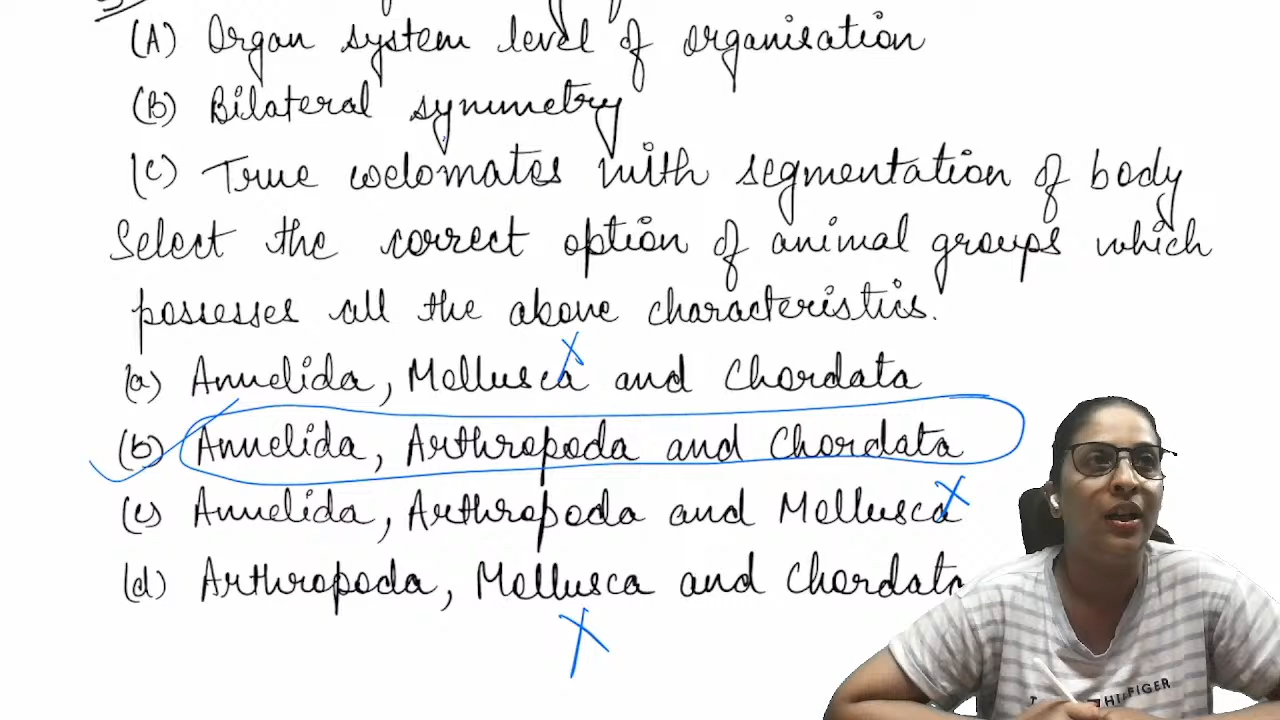 (A) Organ system level of organisation
(B) Bilateral symmetry
(C) True coelomates with segmentation of body
Select the correct option of animal groups which
possesses all the above characteristics.
(a) Annelida, Mollusca and Chordata
(b) Annelida, Arthropoda and Chordata
(c) Annelida, Arthropoda and Mollusca
(d) Arthropoda, Mollusca and Chordata
HILFIGER